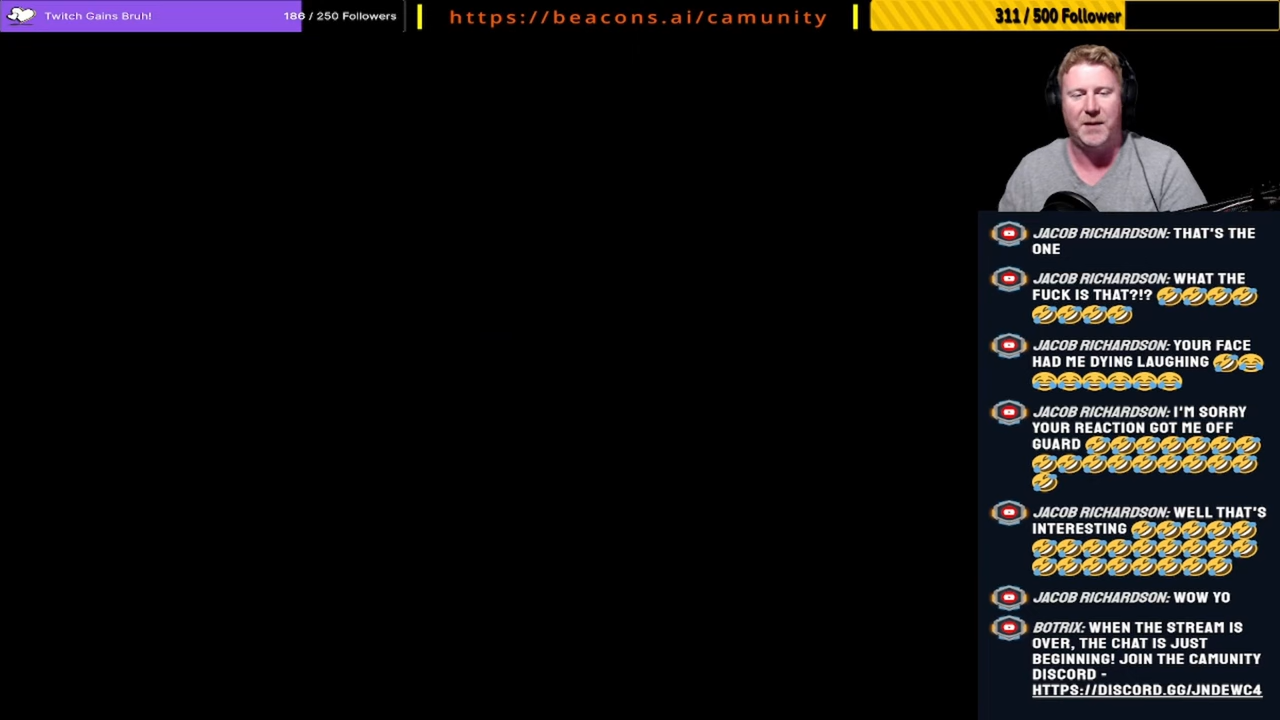 Twitch Gains Bruh!
186 / 250 Followers
https://beacons.ai/camunity
311 / 500 Follower
JACOB RICHARDSON: THAT'S THE
ONE
JACOB RICHARDSON: WHAT THE
FUCK IS THAT?!? 🤣🤣🤣🤣
🤣🤣🤣🤣
JACOB RICHARDSON: YOUR FACE
HAD ME DYING LAUGHING 🤣😂
😂😂😂😂😂😂
JACOB RICHARDSON: I'M SORRY
YOUR REACTION GOT ME OFF
GUARD 🤣🤣🤣🤣🤣🤣🤣
🤣🤣🤣🤣🤣🤣🤣🤣🤣
🤣
JACOB RICHARDSON: WELL THAT'S
INTERESTING 🤣🤣🤣🤣🤣
🤣🤣🤣🤣🤣🤣🤣🤣🤣
🤣🤣🤣🤣🤣🤣🤣🤣
JACOB RICHARDSON: WOW YO
BOTRIX: WHEN THE STREAM IS
OVER, THE CHAT IS JUST
BEGINNING! JOIN THE CAMUNITY
DISCORD -
HTTPS://DISCORD.GG/JNDEWC4